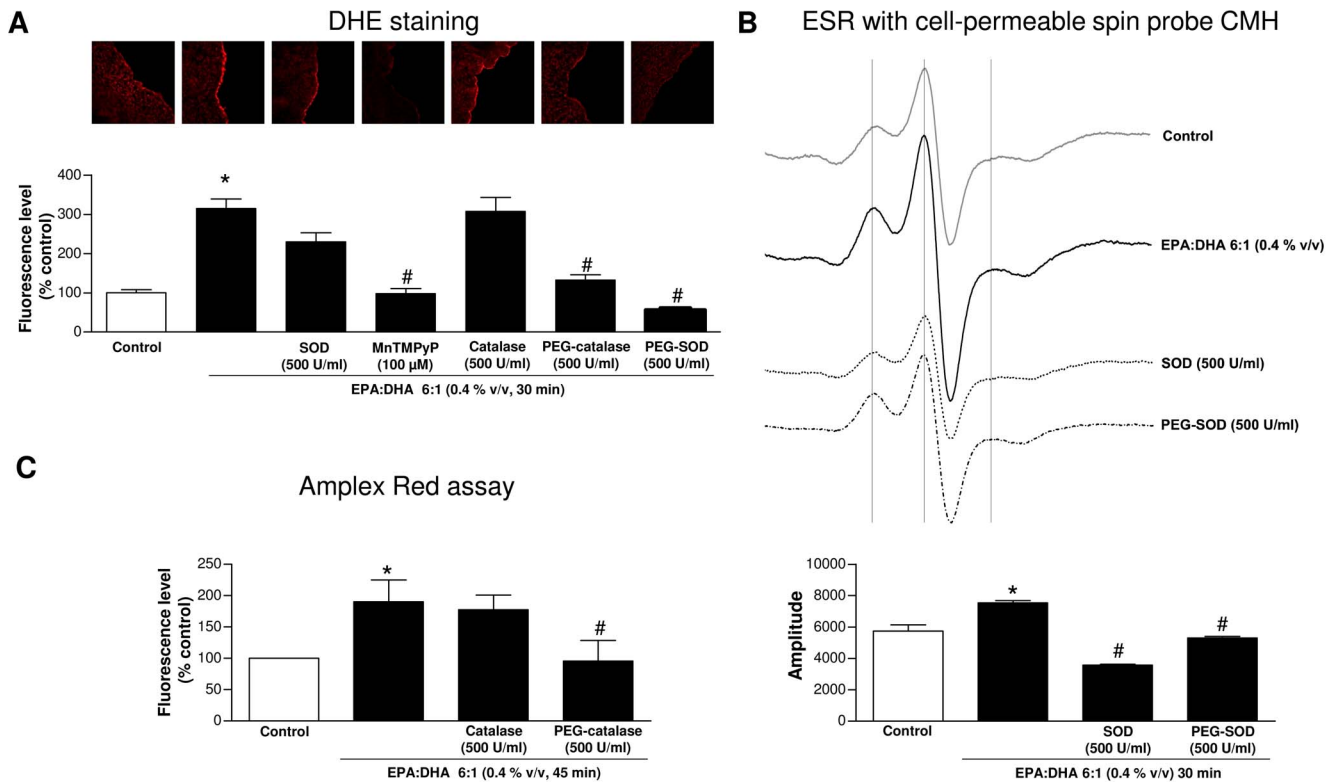 A
DHE staining
Fluorescence level
(% control)
400
300
200
100
0
*
#
#
#
Control
SOD
(500 U/ml)
MnTMPyP
(100 µM)
Catalase
(500 U/ml)
PEG-catalase
(500 U/ml)
PEG-SOD
(500 U/ml)
EPA:DHA 6:1 (0.4 % v/v, 30 min)
B
ESR with cell-permeable spin probe CMH
Control
EPA:DHA 6:1 (0.4 % v/v)
SOD (500 U/ml)
PEG-SOD (500 U/ml)
Amplitude
10000
8000
6000
4000
2000
0
*
#
#
Control
SOD
(500 U/ml)
PEG-SOD
(500 U/ml)
EPA:DHA 6:1 (0.4 % v/v) 30 min
C
Amplex Red assay
Fluorescence level
(% control)
250
200
150
100
50
0
*
#
Control
Catalase
(500 U/ml)
PEG-catalase
(500 U/ml)
EPA:DHA 6:1 (0.4 % v/v, 45 min)